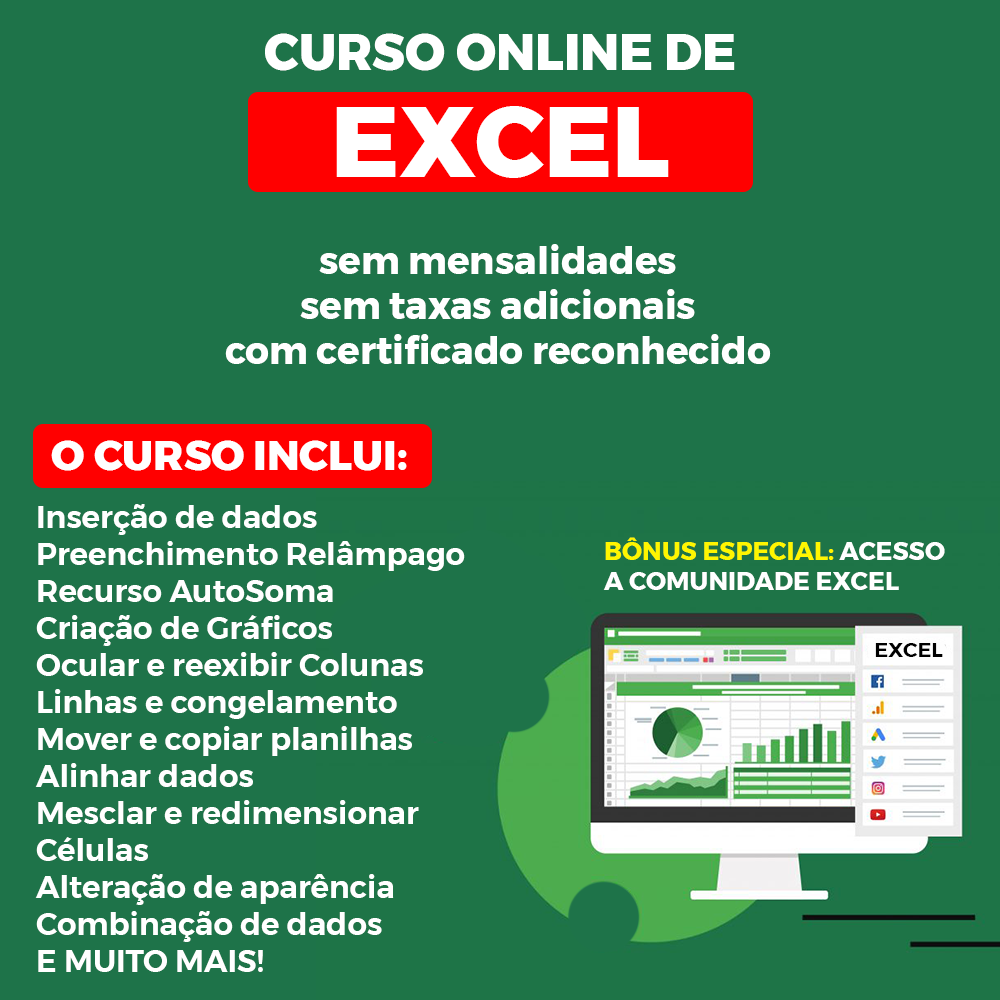 CURSO ONLINE DE
EXCEL
sem mensalidades
sem taxas adicionais
com certificado reconhecido
O CURSO INCLUI:
Inserção de dados
Preenchimento Relâmpago
Recurso AutoSoma
Criação de Gráficos
Ocular e reexibir Colunas
Linhas e congelamento
Mover e copiar planilhas
Alinhar dados
Mesclar e redimensionar
Células
Alteração de aparência
Combinação de dados
E MUITO MAIS!
BÔNUS ESPECIAL: ACESSO
A COMUNIDADE EXCEL
EXCEL